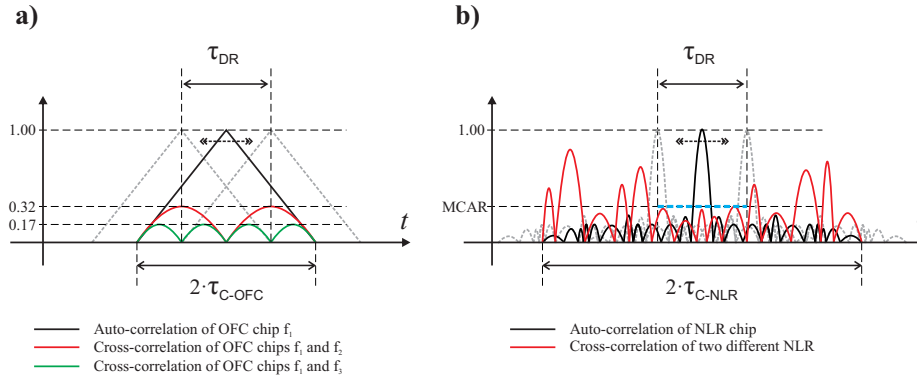 a)
τDR
1.00
0.32
0.17
t
2·τC-OFC
Auto-correlation of OFC chip f1
Cross-correlation of OFC chips f1 and f2
Cross-correlation of OFC chips f1 and f3
b)
τDR
1.00
MCAR
2·τC-NLR
Auto-correlation of NLR chip
Cross-correlation of two different NLR